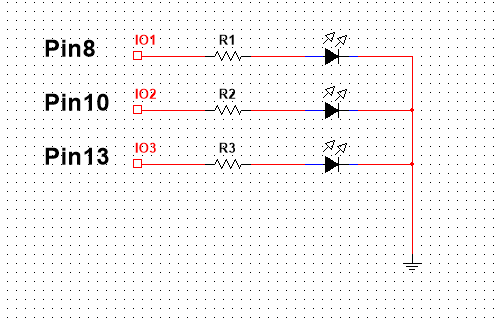 Pin8 IO1 R1
Pin10 IO2 R2
Pin13 IO3 R3